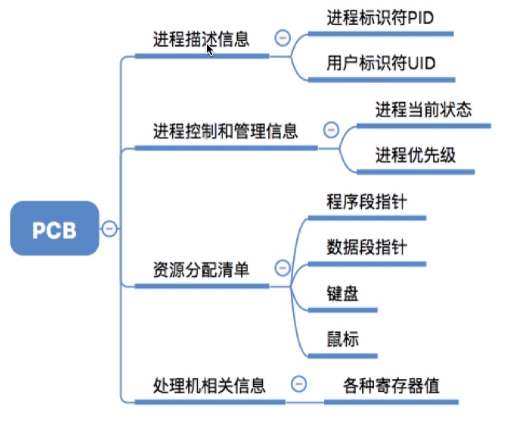 进程描述信息
进程标识符PID
用户标识符UID
进程控制和管理信息
进程当前状态
进程优先级
PCB
资源分配清单
程序段指针
数据段指针
键盘
鼠标
处理机相关信息
各种寄存器值